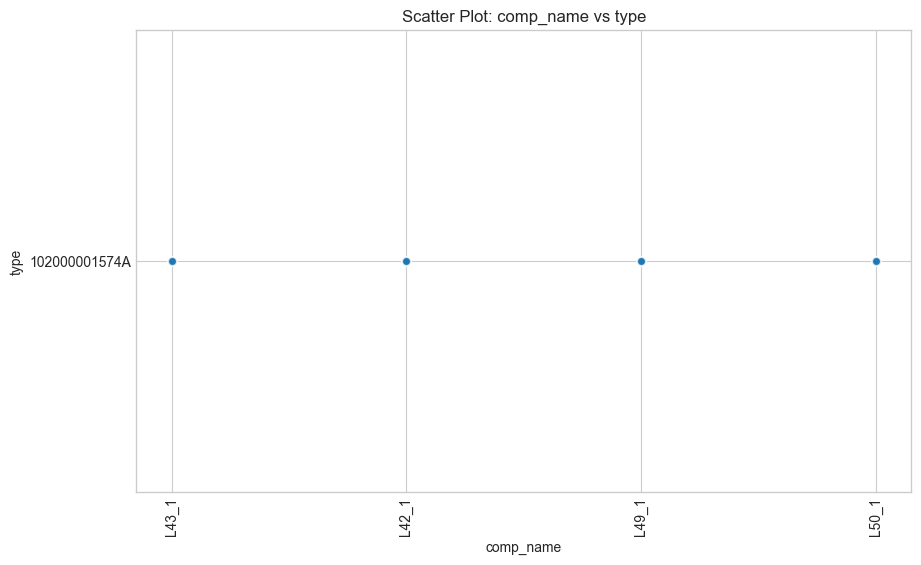 Scatter Plot: comp_name vs type
type
102000001574A
L43_1
L42_1
L49_1
L50_1
comp_name